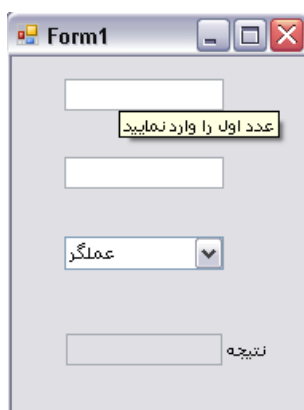 Form1
عدد اول را وارد نمایید
عملگر
نتیجه